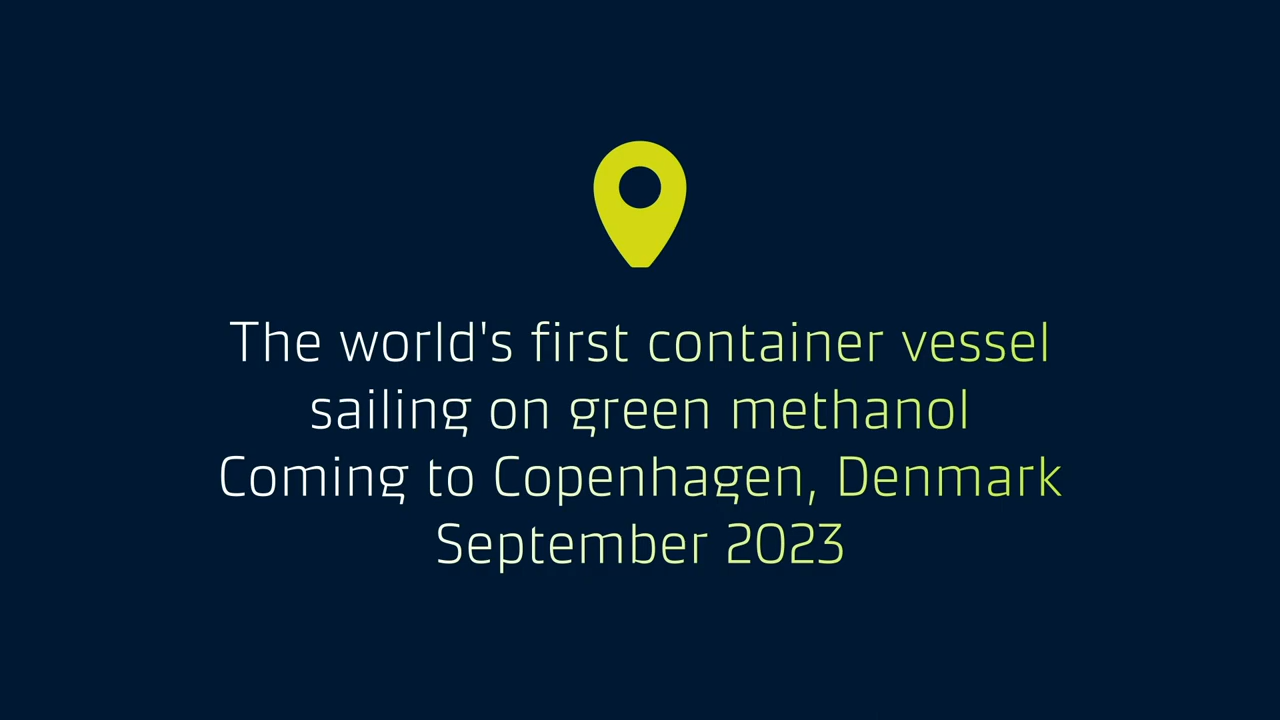 The world's first container vessel
sailing on green methanol
Coming to Copenhagen, Denmark
September 2023